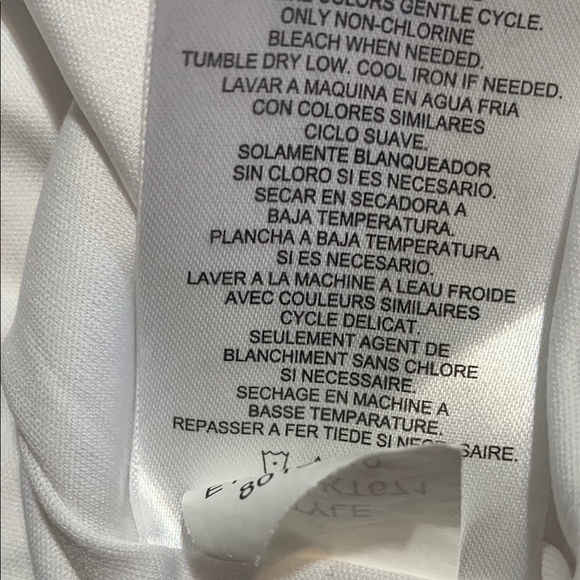 COLORS GENTLE CYCLE.
ONLY NON-CHLORINE
BLEACH WHEN NEEDED.
TUMBLE DRY LOW. COOL IRON IF NEEDED.
LAVAR A MAQUINA EN AGUA FRIA
CON COLORES SIMILARES
CICLO SUAVE.
SOLAMENTE BLANQUEADOR
SIN CLORO SI ES NECESARIO.
SECAR EN SECADORA A
BAJA TEMPERATURA.
PLANCHA A BAJA TEMPERATURA
SI ES NECESARIO.
LAVER A LA MACHINE A LEAU FROIDE
AVEC COULEURS SIMILAIRES
CYCLE DELICAT.
SEULEMENT AGENT DE
BLANCHIMENT SANS CHLORE
SI NECESSAIRE.
SECHAGE EN MACHINE A
BASSE TEMPARATURE.
REPASSER A FER TIEDE SI